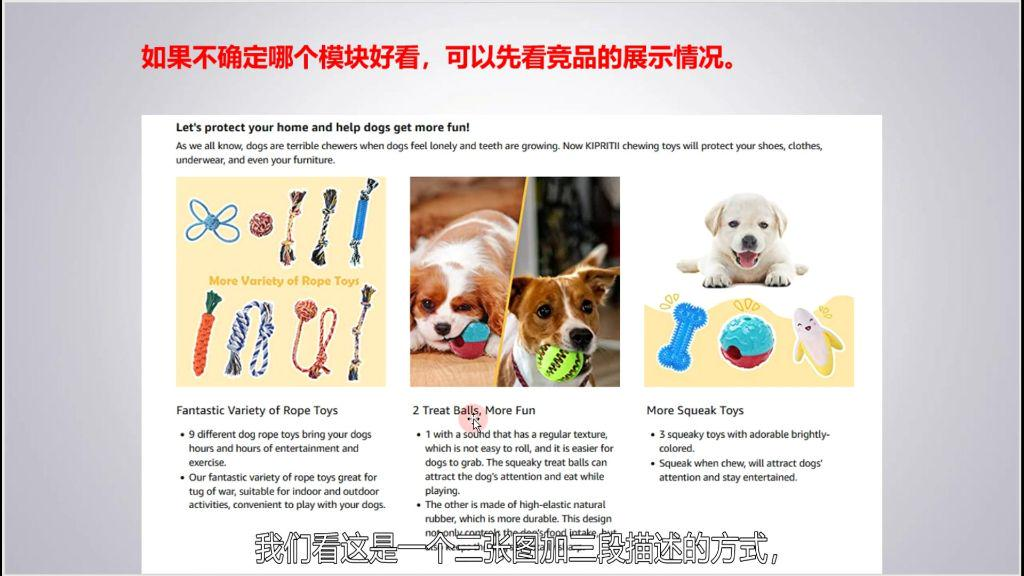 如果不确定哪个模块好看，可以先看竞品的展示情况。
Let's protect your home and help dogs get more fun!
As we all know, dogs are terrible chewers when dogs feel lonely and teeth are growing. Now KIPRITII chewing toys will protect your shoes, clothes,
underwear, and even your furniture.
More Variety of Rope Toys
Fantastic Variety of Rope Toys
• 9 different dog rope toys bring your dogs
hours and hours of entertainment and
exercise.
• Our fantastic variety of rope toys great for
tug of war, suitable for indoor and outdoor
activities, convenient to play with your dogs.
2 Treat Balls, More Fun
• 1 with a sound that has a regular texture,
which is not easy to roll, and it is easier for
dogs to grab. The squeaky treat balls can
attract the dog's attention and eat while
playing.
• The other is made of high-elastic natural
rubber, which is more durable. This design
not only controls the dog's food intake, but
More Squeak Toys
• 3 squeaky toys with adorable brightly-
colored.
• Squeak when chew, will attract dogs'
attention and stay entertained.
我们看这是一个三张图加三段描述的方式，